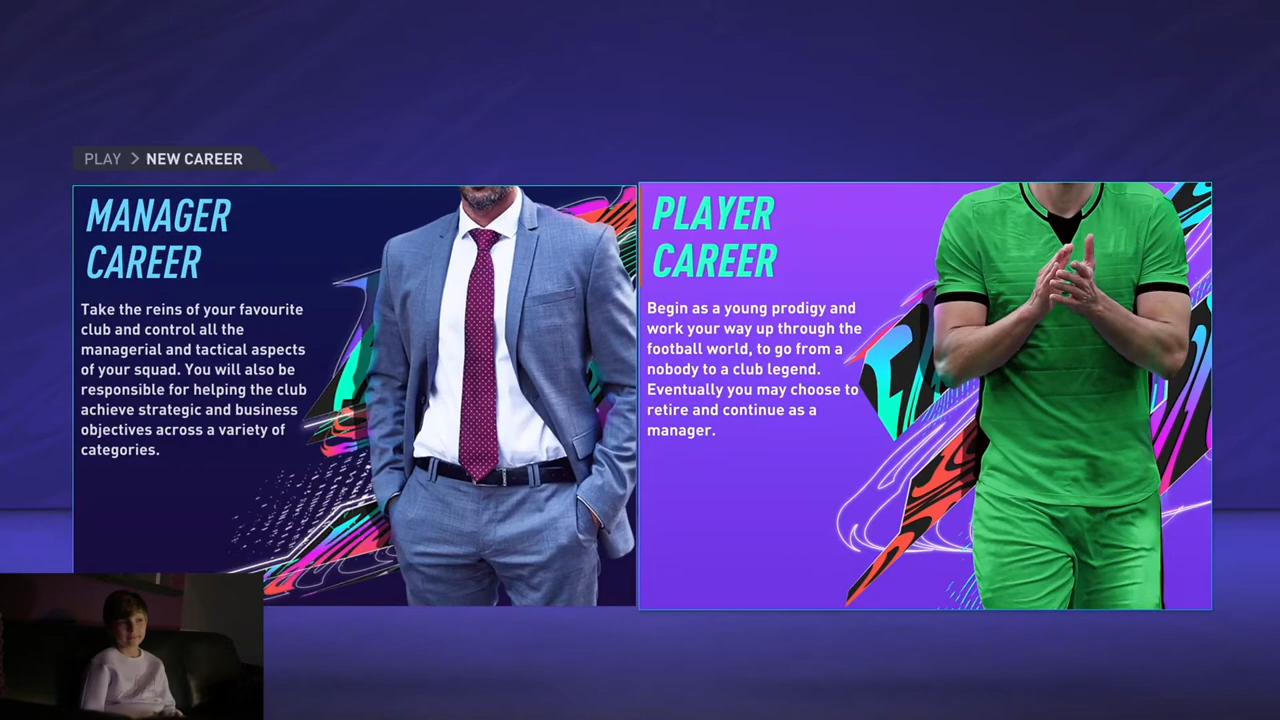 PLAY > NEW CAREER
MANAGER
CAREER
Take the reins of your favourite
club and control all the
managerial and tactical aspects
of your squad. You will also be
responsible for helping the club
achieve strategic and business
objectives across a variety of
categories.
PLAYER
CAREER
Begin as a young prodigy and
work your way up through the
football world, to go from a
nobody to a club legend.
Eventually you may choose to
retire and continue as a
manager.